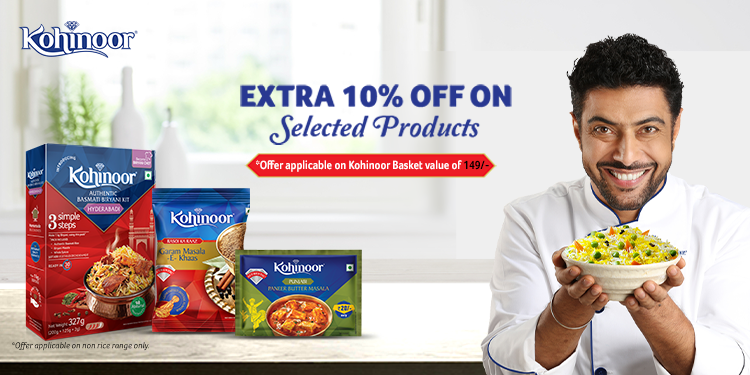 Kohinoor
EXTRA 10% OFF ON
Selected Products
*Offer applicable on Kohinoor Basket value of 149/-
Kohinoor
AUTHENTIC
BASMATI BIRYANI KIT
HYDERABADI
3 simple
steps
Net Weight
327g
Kohinoor
Garam Masala
-E- Khaas
Kohinoor
PUNJABI
PANEER BUTTER MASALA
*Offer applicable on non rice range only.